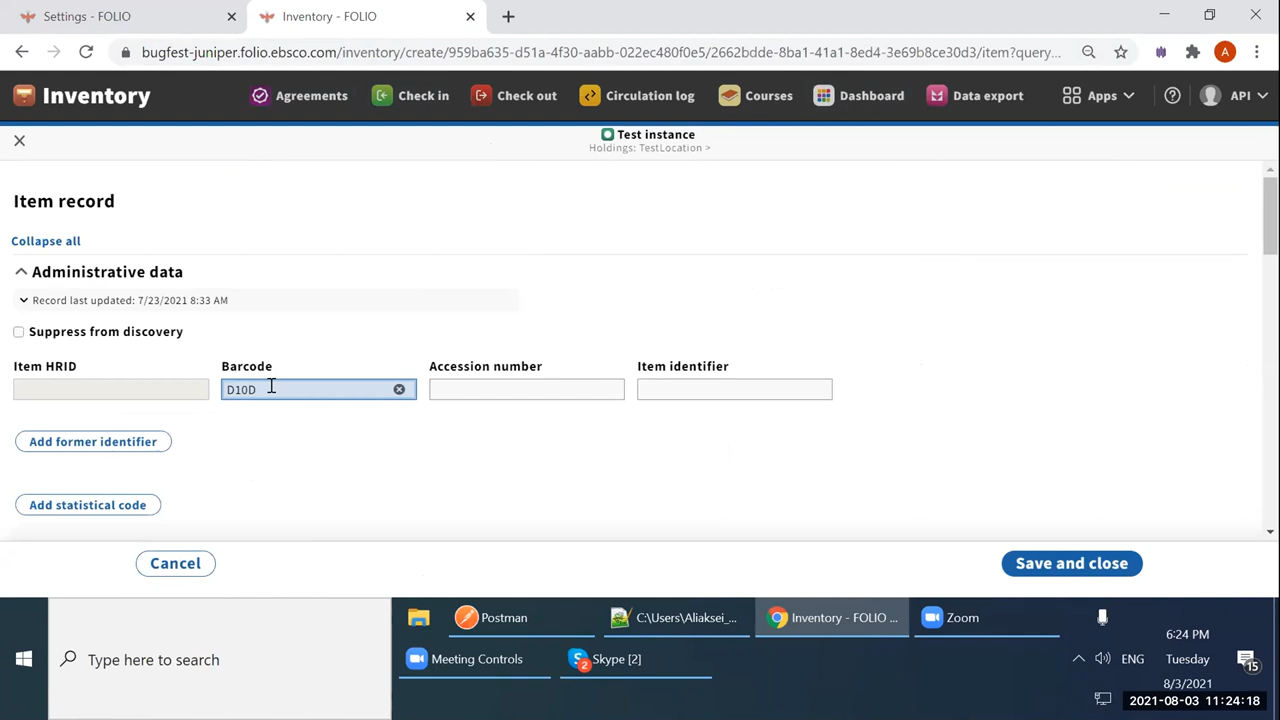 Settings - FOLIO
Inventory - FOLIO
bugfest-juniper.folio.ebsco.com/inventory/create/959ba635-d51a-4f30-aabb-022ec480f0e5/2662bdde-8ba1-41a1-8ed4-3e69b8ce30d3/item?query...
A
Inventory
Agreements
Check in
Check out
Circulation log
Courses
Dashboard
Data export
Apps
API
Test instance
Holdings: TestLocation >
Item record
Collapse all
Administrative data
Record last updated: 7/23/2021 8:33 AM
Suppress from discovery
Item HRID
Barcode
Accession number
Item identifier
D10D
Add former identifier
Add statistical code
Cancel
Save and close
Postman
C:\Users\Aliaksei_...
Inventory - FOLIO ...
Zoom
6:24 PM
Type here to search
Meeting Controls
2
Skype [2]
ENG
Tuesday
15
8/3/2021
2021-08-03 11:24:18